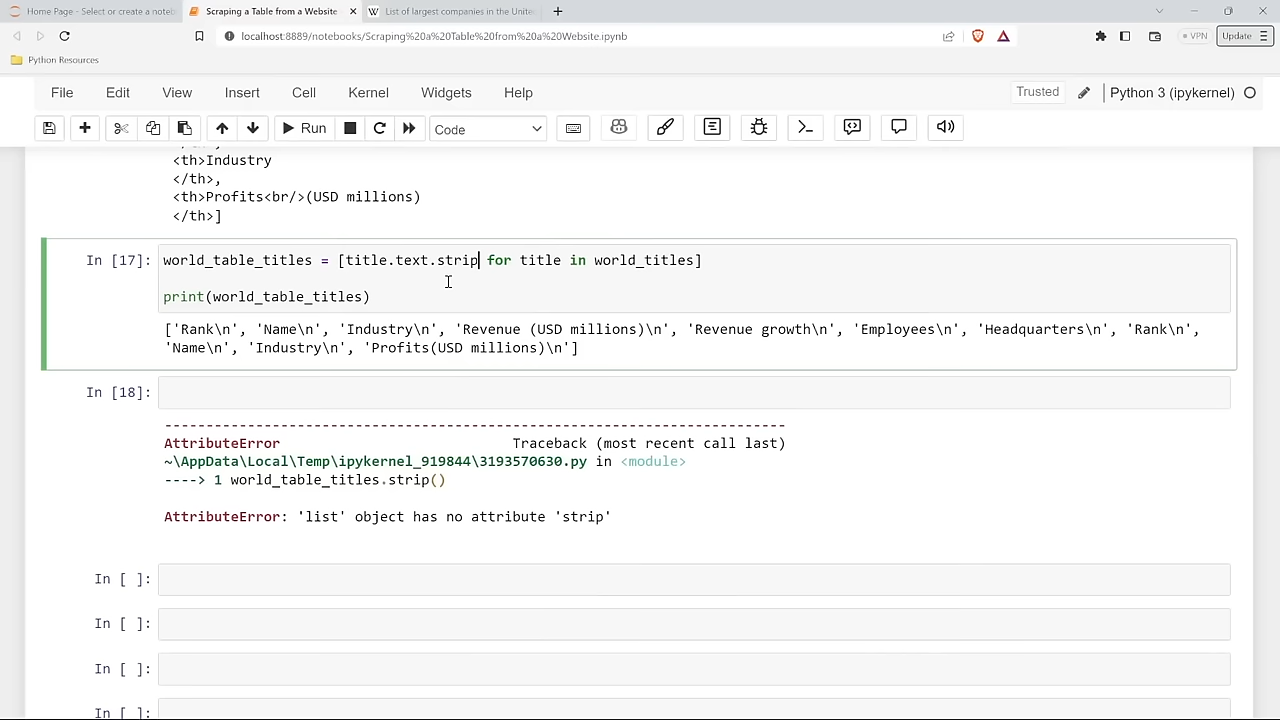 Home Page - Select or create a noteb
Scraping a Table from a Website
List of largest companies in the Unite
localhost:8889/notebooks/Scraping%20a%20Table%20from%20a%20Website.ipynb
VPN
Update
Python Resources
File Edit View Insert Cell Kernel Widgets Help
Trusted
Python 3 (ipykernel)
Run
Code
<th>Industry
</th>,
<th>Profits<br/>(USD millions)
</th>]
In [17]: world_table_titles = [title.text.strip for title in world_titles]
print(world_table_titles)
['Rank\n', 'Name\n', 'Industry\n', 'Revenue (USD millions)\n', 'Revenue growth\n', 'Employees\n', 'Headquarters\n', 'Rank\n',
'Name\n', 'Industry\n', 'Profits(USD millions)\n']
In [18]:
---------------------------------------------------------------------------
AttributeError Traceback (most recent call last)
~\AppData\Local\Temp\ipykernel_919844\3193570630.py in <module>
----> 1 world_table_titles.strip()
AttributeError: 'list' object has no attribute 'strip'
In [ ]:
In [ ]:
In [ ]:
In [ ]: